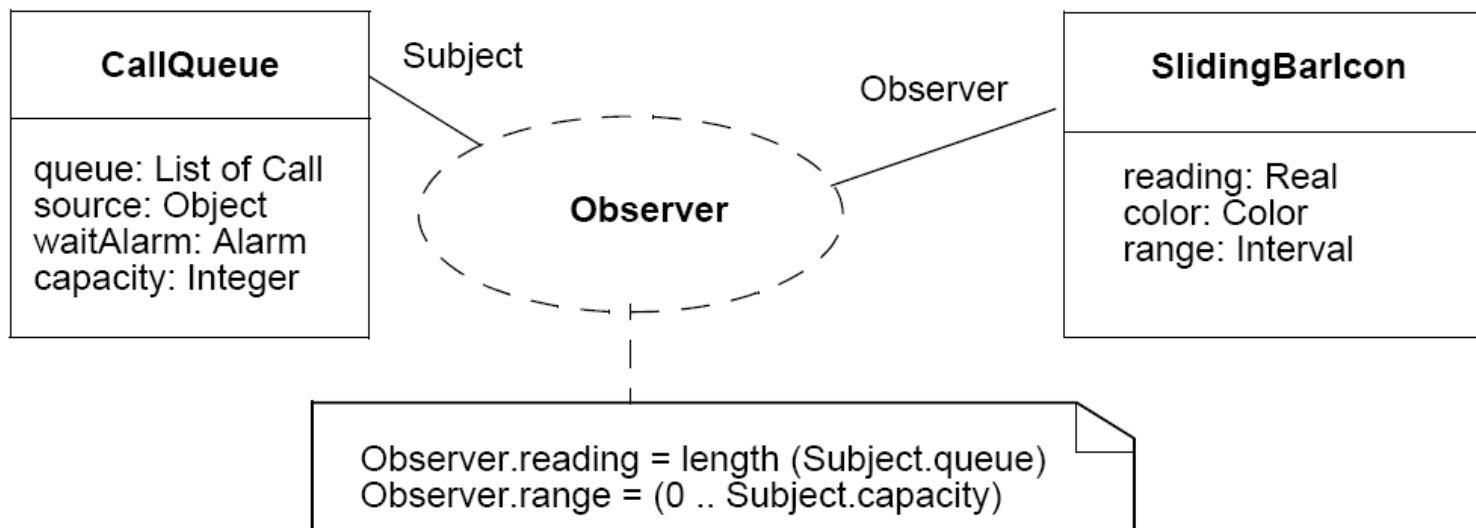 CallQueue
queue: List of Call
source: Object
waitAlarm: Alarm
capacity: Integer
Subject
Observer
Observer
SlidingBarIcon
reading: Real
color: Color
range: Interval
Observer.reading = length (Subject.queue)
Observer.range = (0 .. Subject.capacity)